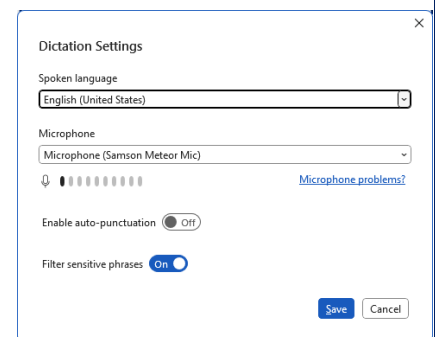 Dictation Settings
Spoken language
English (United States)
Microphone
Microphone (Samson Meteor Mic)
Microphone problems?
Enable auto-punctuation Off
Filter sensitive phrases On
Save Cancel